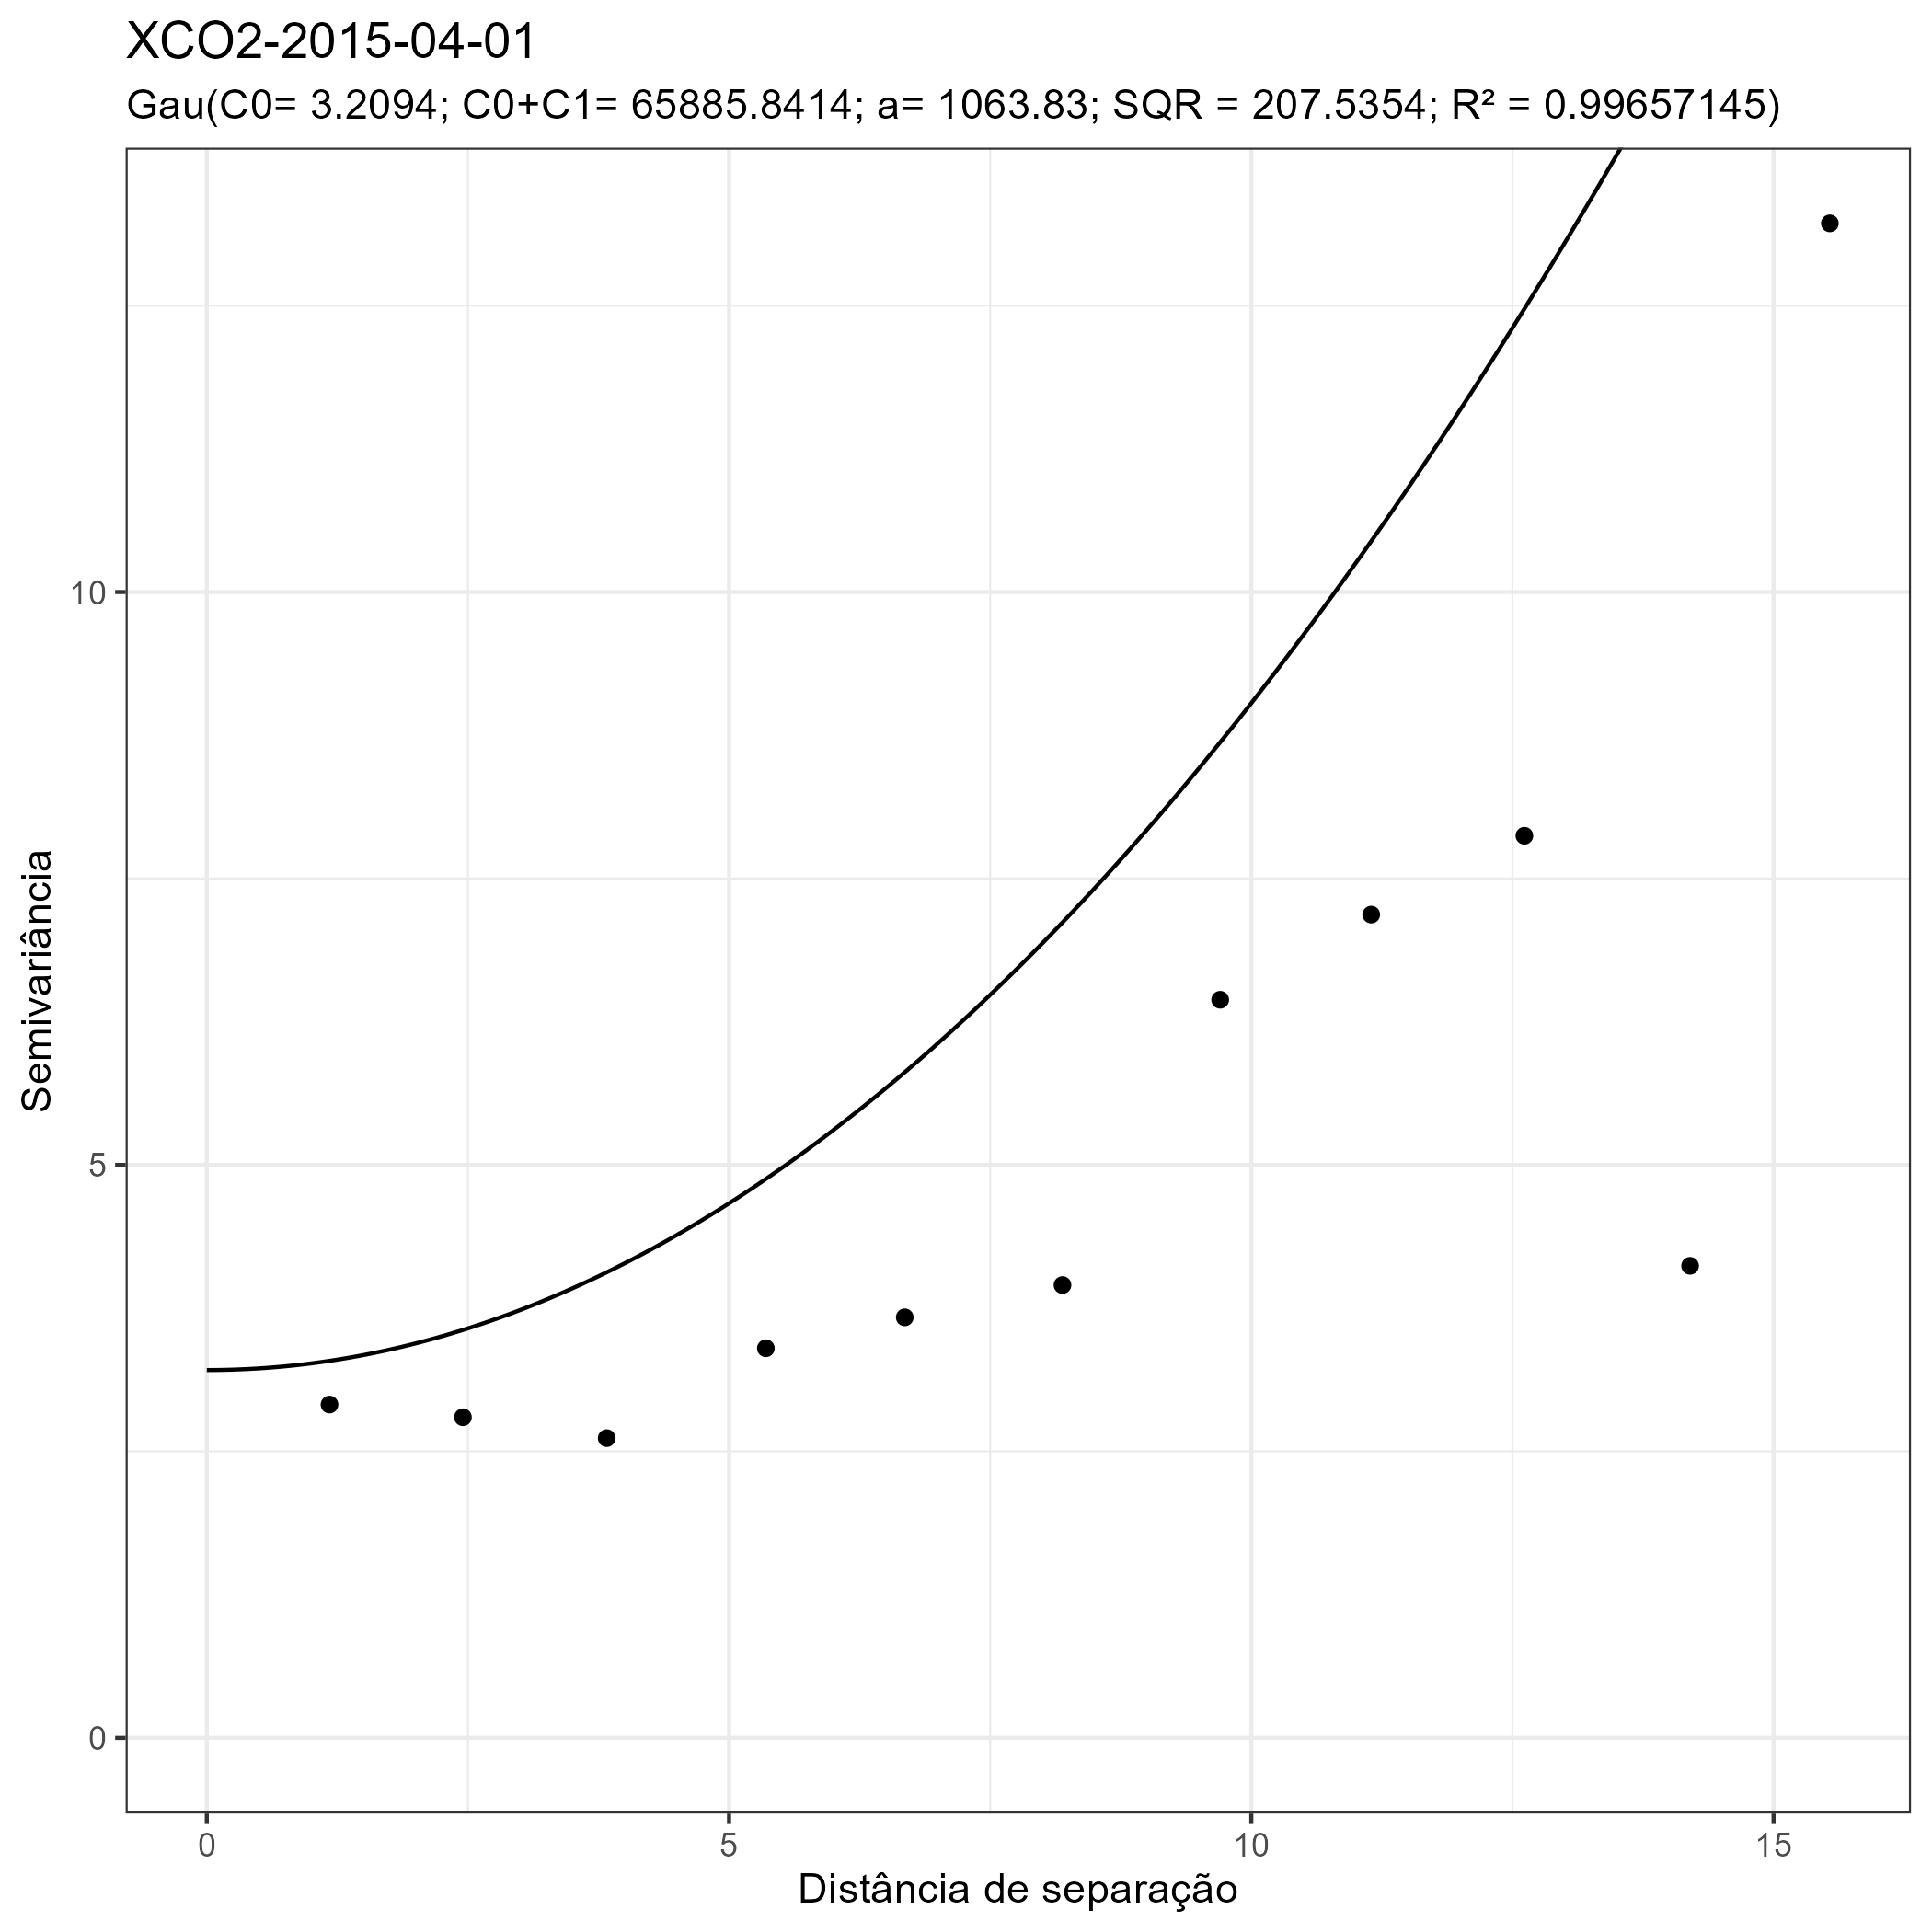 XCO2-2015-04-01
Gau(C0= 3.2094; C0+C1= 65885.8414; a= 1063.83; SQR = 207.5354; R² = 0.99657145)
Semivariância
10
5
0
0 5 10 15
Distância de separação